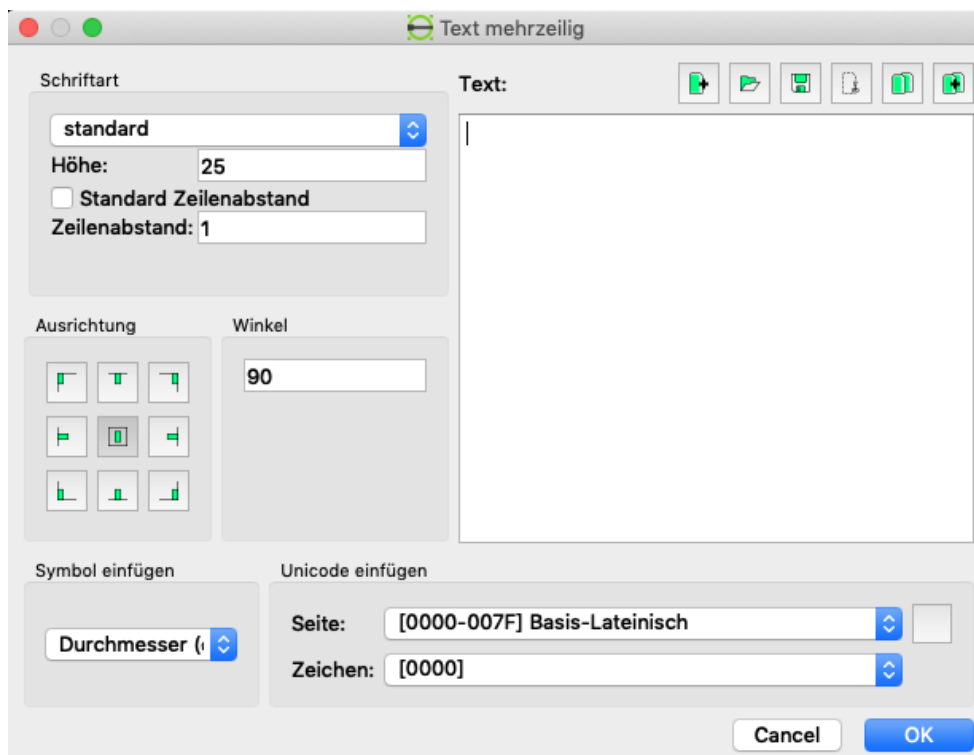 Text mehrzeilig
Schriftart
standard
Höhe:
25
Standard Zeilenabstand
Zeilenabstand:
1
Text:
Ausrichtung
Winkel
90
Symbol einfügen
Durchmesser (
Unicode einfügen
Seite:
[0000-007F] Basis-Lateinisch
Zeichen:
[0000]
Cancel
OK